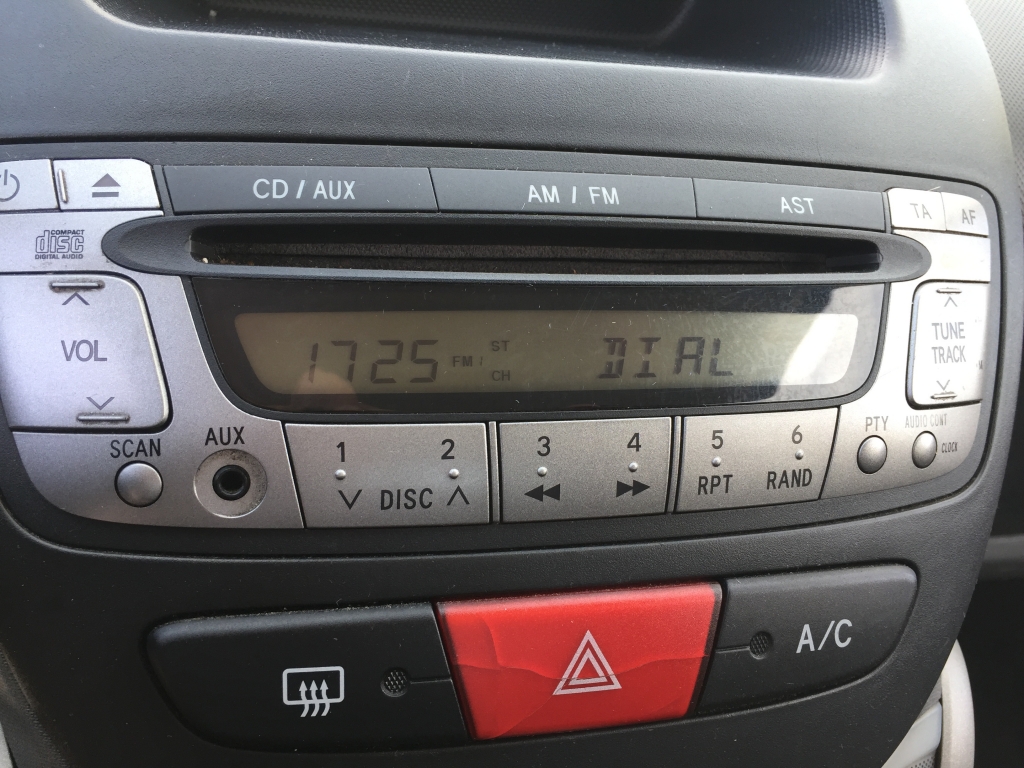 CD / AUX AM / FM AST TA AF
COMPACT
disc
DIGITAL AUDIO
VOL
1725 FM 1 ST CH DIAL
TUNE
TRACK
SCAN AUX
1 2 3 4 5 6
DISC RPT RAND
PTY AUDIO CONT
CLOCK
A/C